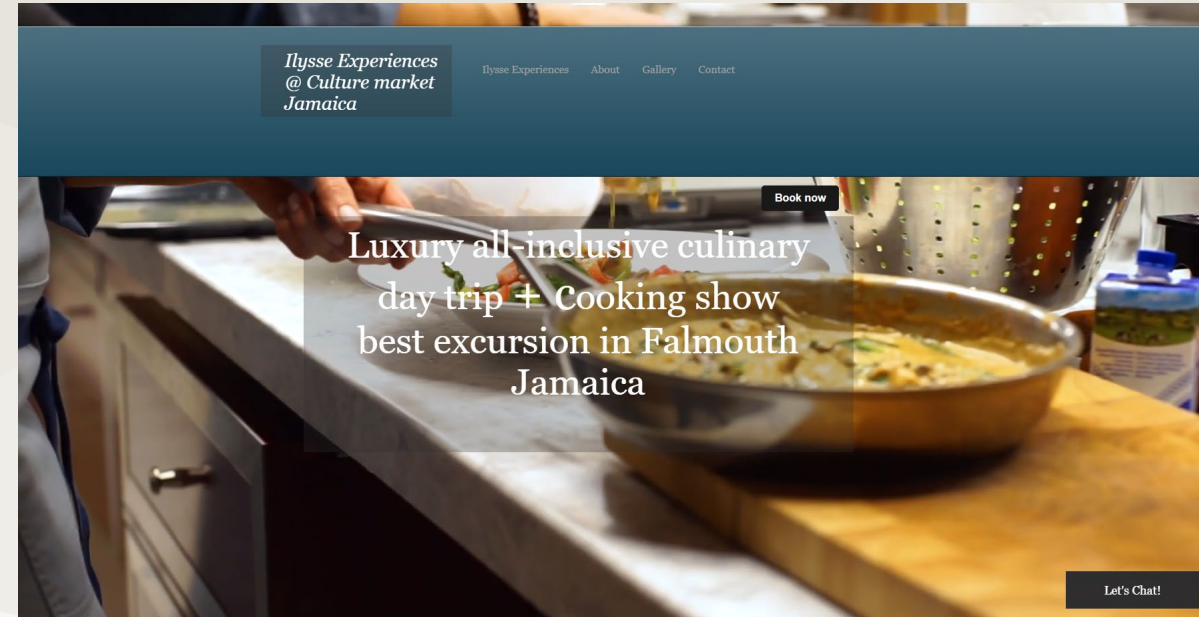 Ilysse Experiences
@ Culture market
Jamaica
Ilysse Experiences About Gallery Contact
Book now
Luxury all-inclusive culinary
day trip + Cooking show
best excursion in Falmouth
Jamaica
Let's Chat!